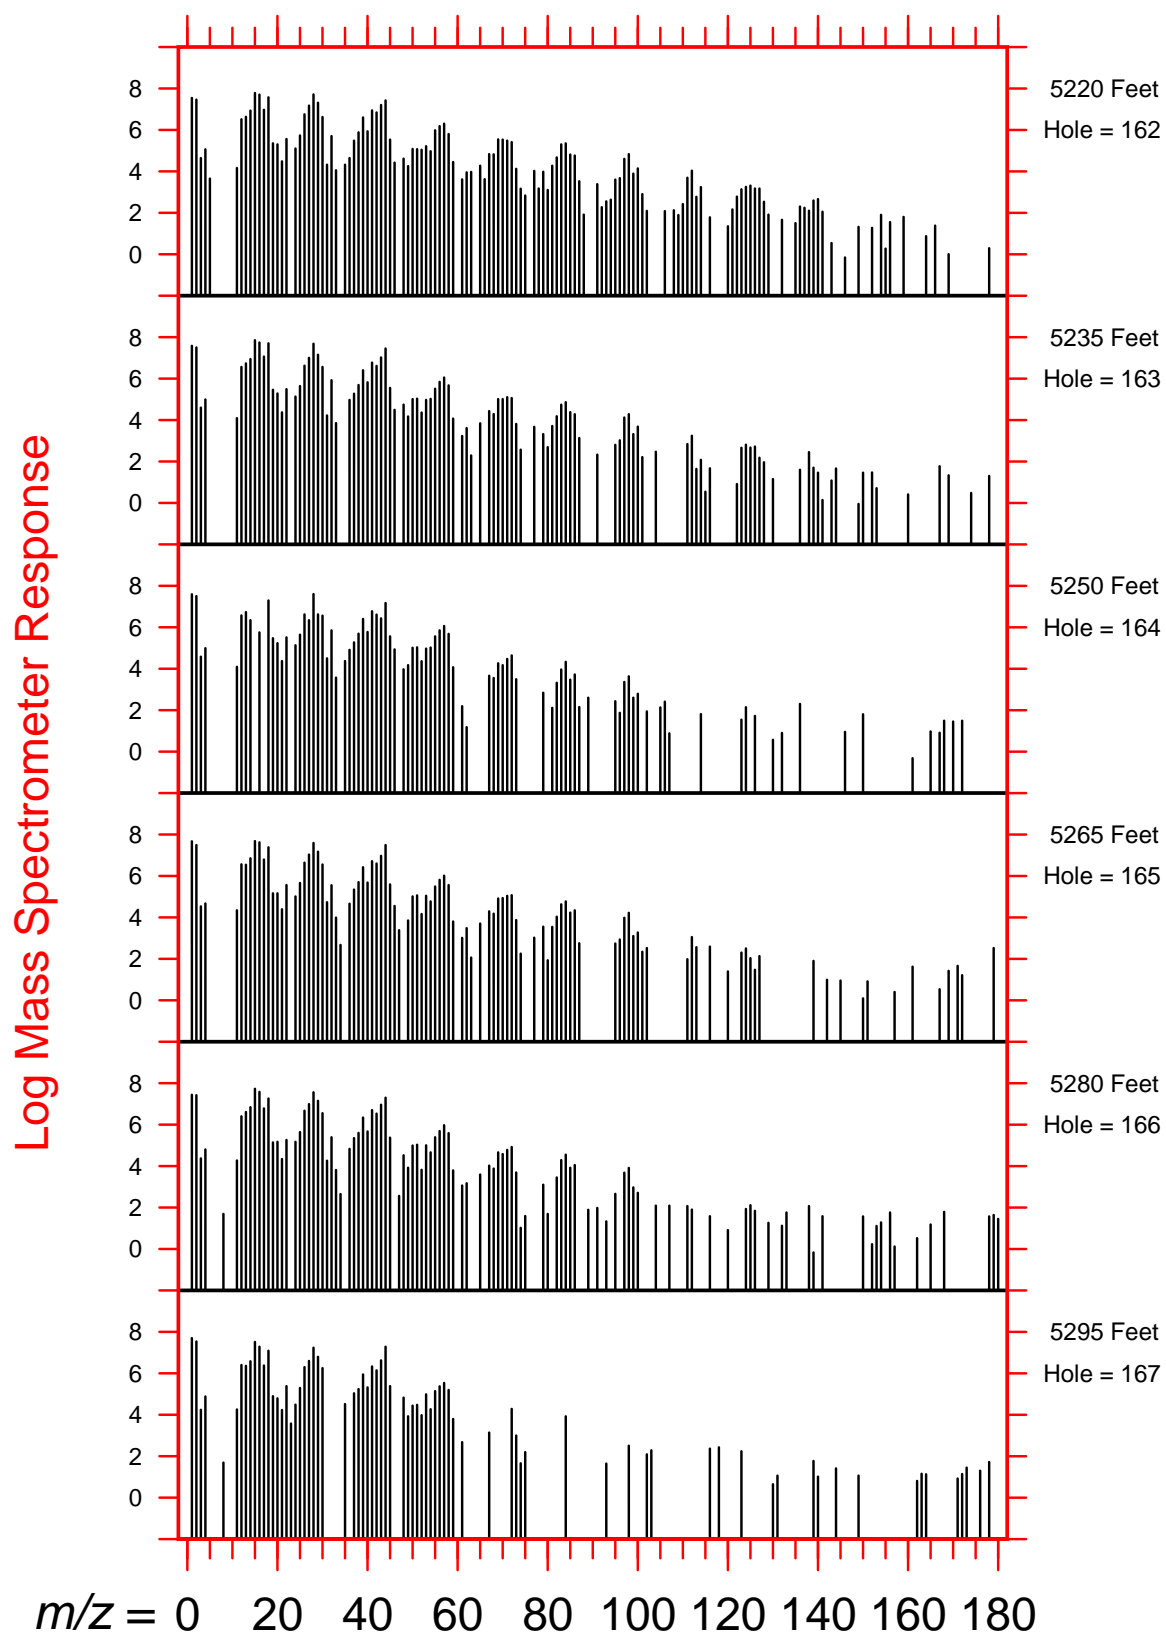 Log Mass Spectrometer Response
8
6
4
2
0
5220 Feet
Hole = 162
8
6
4
2
0
5235 Feet
Hole = 163
8
6
4
2
0
5250 Feet
Hole = 164
8
6
4
2
0
5265 Feet
Hole = 165
8
6
4
2
0
5280 Feet
Hole = 166
8
6
4
2
0
5295 Feet
Hole = 167
m/z = 0 20 40 60 80 100 120 140 160 180